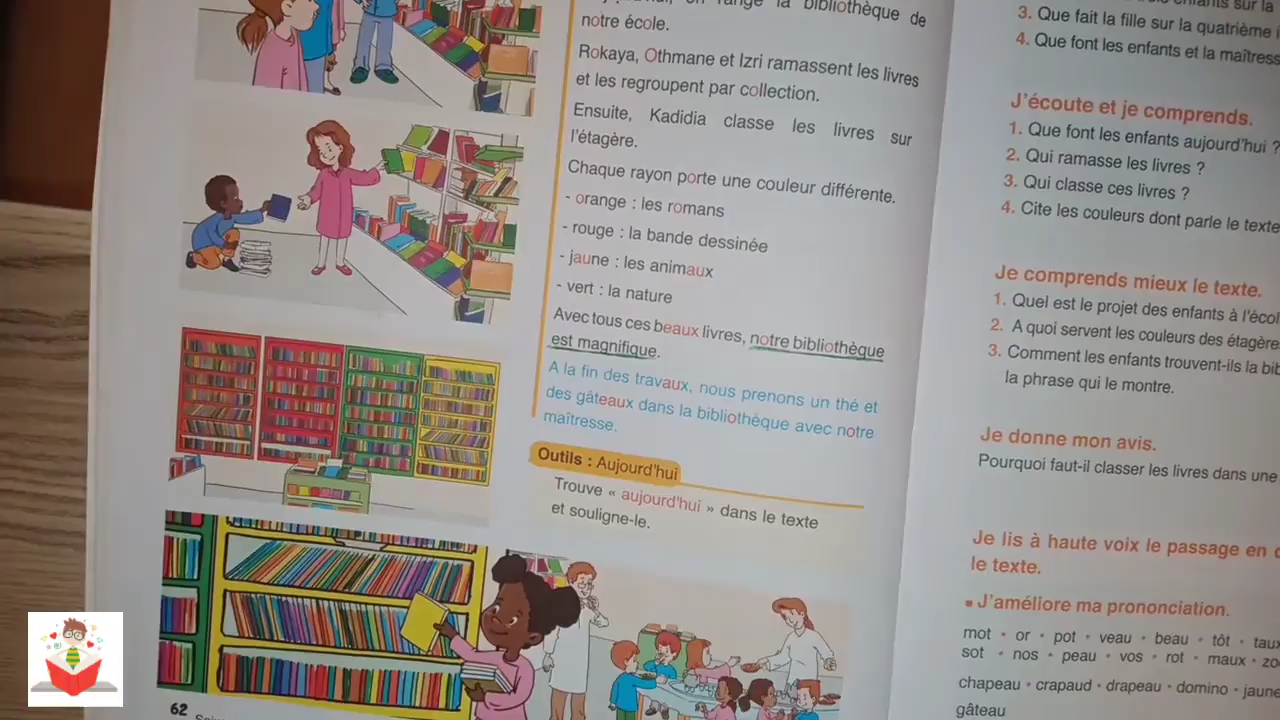 la bibliothèque de
notre école.
Rokaya, Othmane et Izri ramassent les livres
et les regroupent par collection.
Ensuite, Kadidia classe les livres sur
l'étagère.
Chaque rayon porte une couleur différente.
- orange : les romans
- rouge : la bande dessinée
- jaune : les animaux
- vert : la nature
Avec tous ces beaux livres, notre bibliothèque
est magnifique.
A la fin des travaux, nous prenons un thé et
des gâteaux dans la bibliothèque avec notre
maîtresse.
Outils : Aujourd'hui
Trouve « aujourd'hui » dans le texte
et souligne-le.
62
sur la
3. Que fait la fille sur la quatrième
4. Que font les enfants et la maîtress
J'écoute et je comprends.
1. Que font les enfants aujourd'hui ?
2. Qui ramasse les livres ?
3. Qui classe ces livres ?
4. Cite les couleurs dont parle le texte
Je comprends mieux le texte.
1. Quel est le projet des enfants à l'écol
2. A quoi servent les couleurs des étagère
3. Comment les enfants trouvent-ils la bib
la phrase qui le montre.
Je donne mon avis.
Pourquoi faut-il classer les livres dans une
Je lis à haute voix le passage en
le texte.
▪ J'améliore ma prononciation.
mot • or • pot • veau • beau • tôt • taux
sot • nos • peau • vos • rot • maux • zo
chapeau • crapaud • drapeau • domino • jaune
gâteau